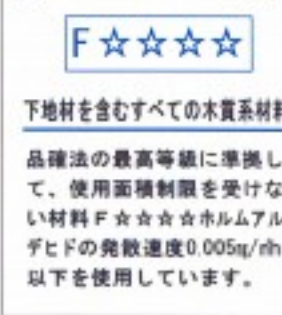 F☆☆☆☆
下地材を含むすべての木質系材料
品確法の最高等級に準拠し
て、使用面積制限を受けな
い材料F☆☆☆☆ホルムアル
デヒドの発散速度0.005㎎/㎡h
以下を使用しています。